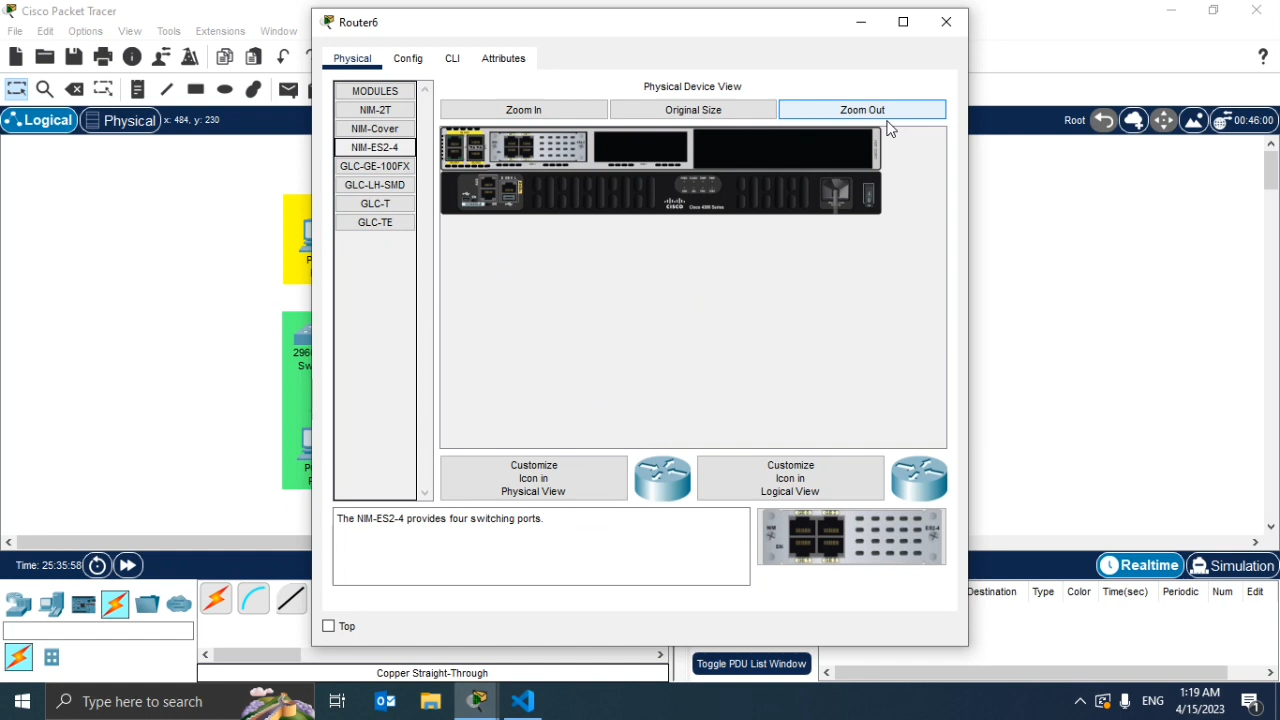 Cisco Packet Tracer
File Edit Options View Tools Extensions Window
Logical
Physical
x: 484, y: 230
Root
00:46:00
Router6
Physical Config CLI Attributes
MODULES
NIM-2T
NIM-Cover
NIM-ES2-4
GLC-GE-100FX
GLC-LH-SMD
GLC-T
GLC-TE
Physical Device View
Zoom In
Original Size
Zoom Out
CISCO
Customize
Icon in
Physical View
Customize
Icon in
Logical View
The NIM-ES2-4 provides four switching ports.
NIM
EN
ES2-4
Top
Time: 25:35:58
Realtime
Simulation
Destination Type Color Time(sec) Periodic Num Edit
Toggle PDU List Window
Copper Straight-Through
Type here to search
ENG
1:19 AM
4/15/2023